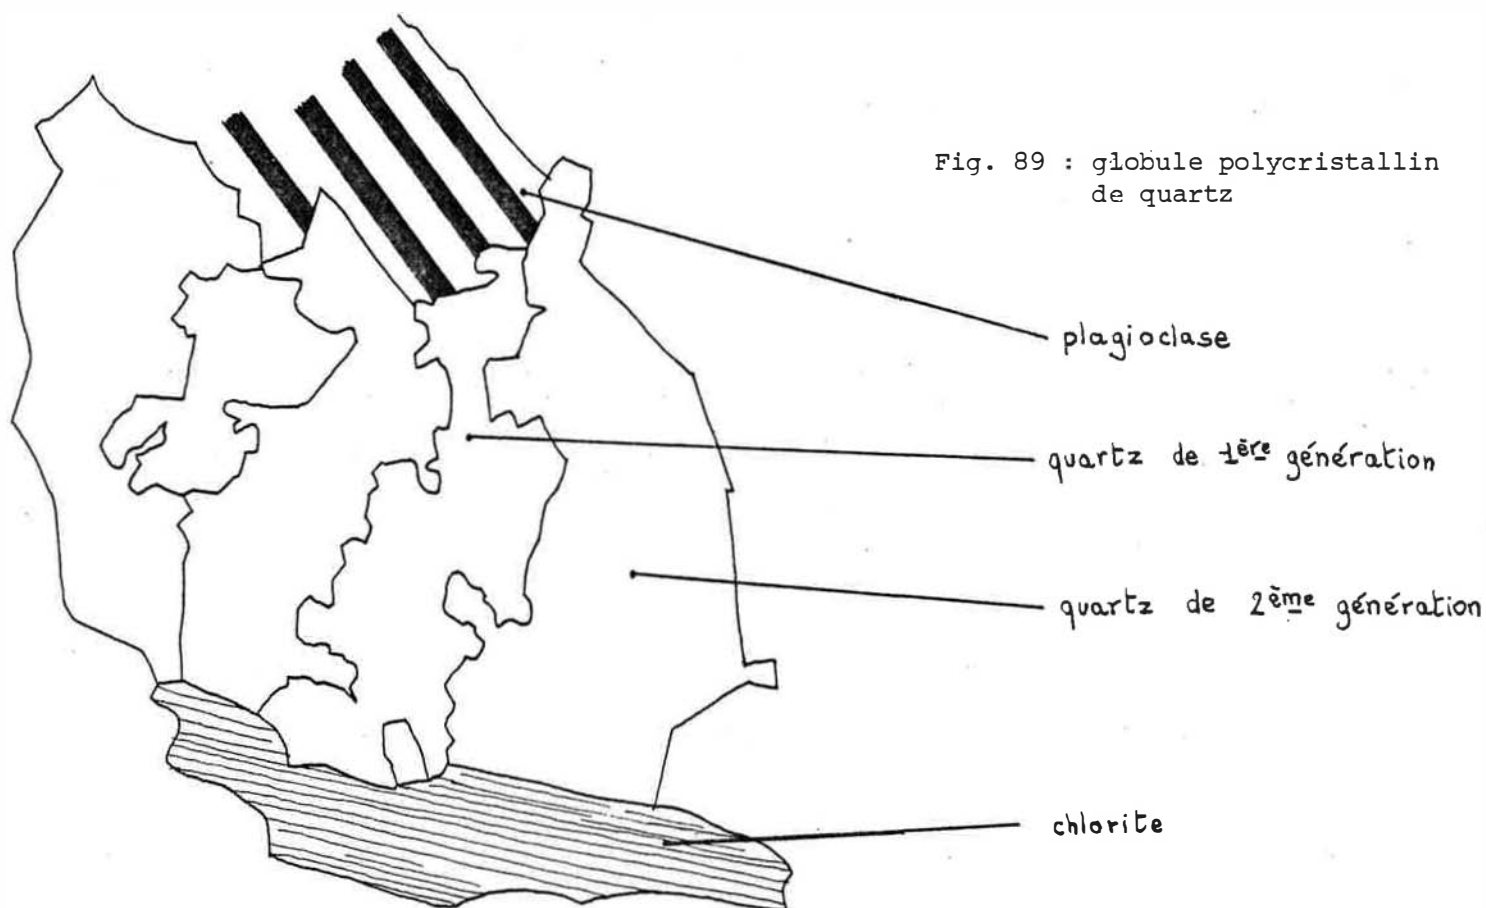 Fig. 89 : globule polycristallin
de quartz
plagioclase
quartz de 1ère génération
quartz de 2ème génération
chlorite